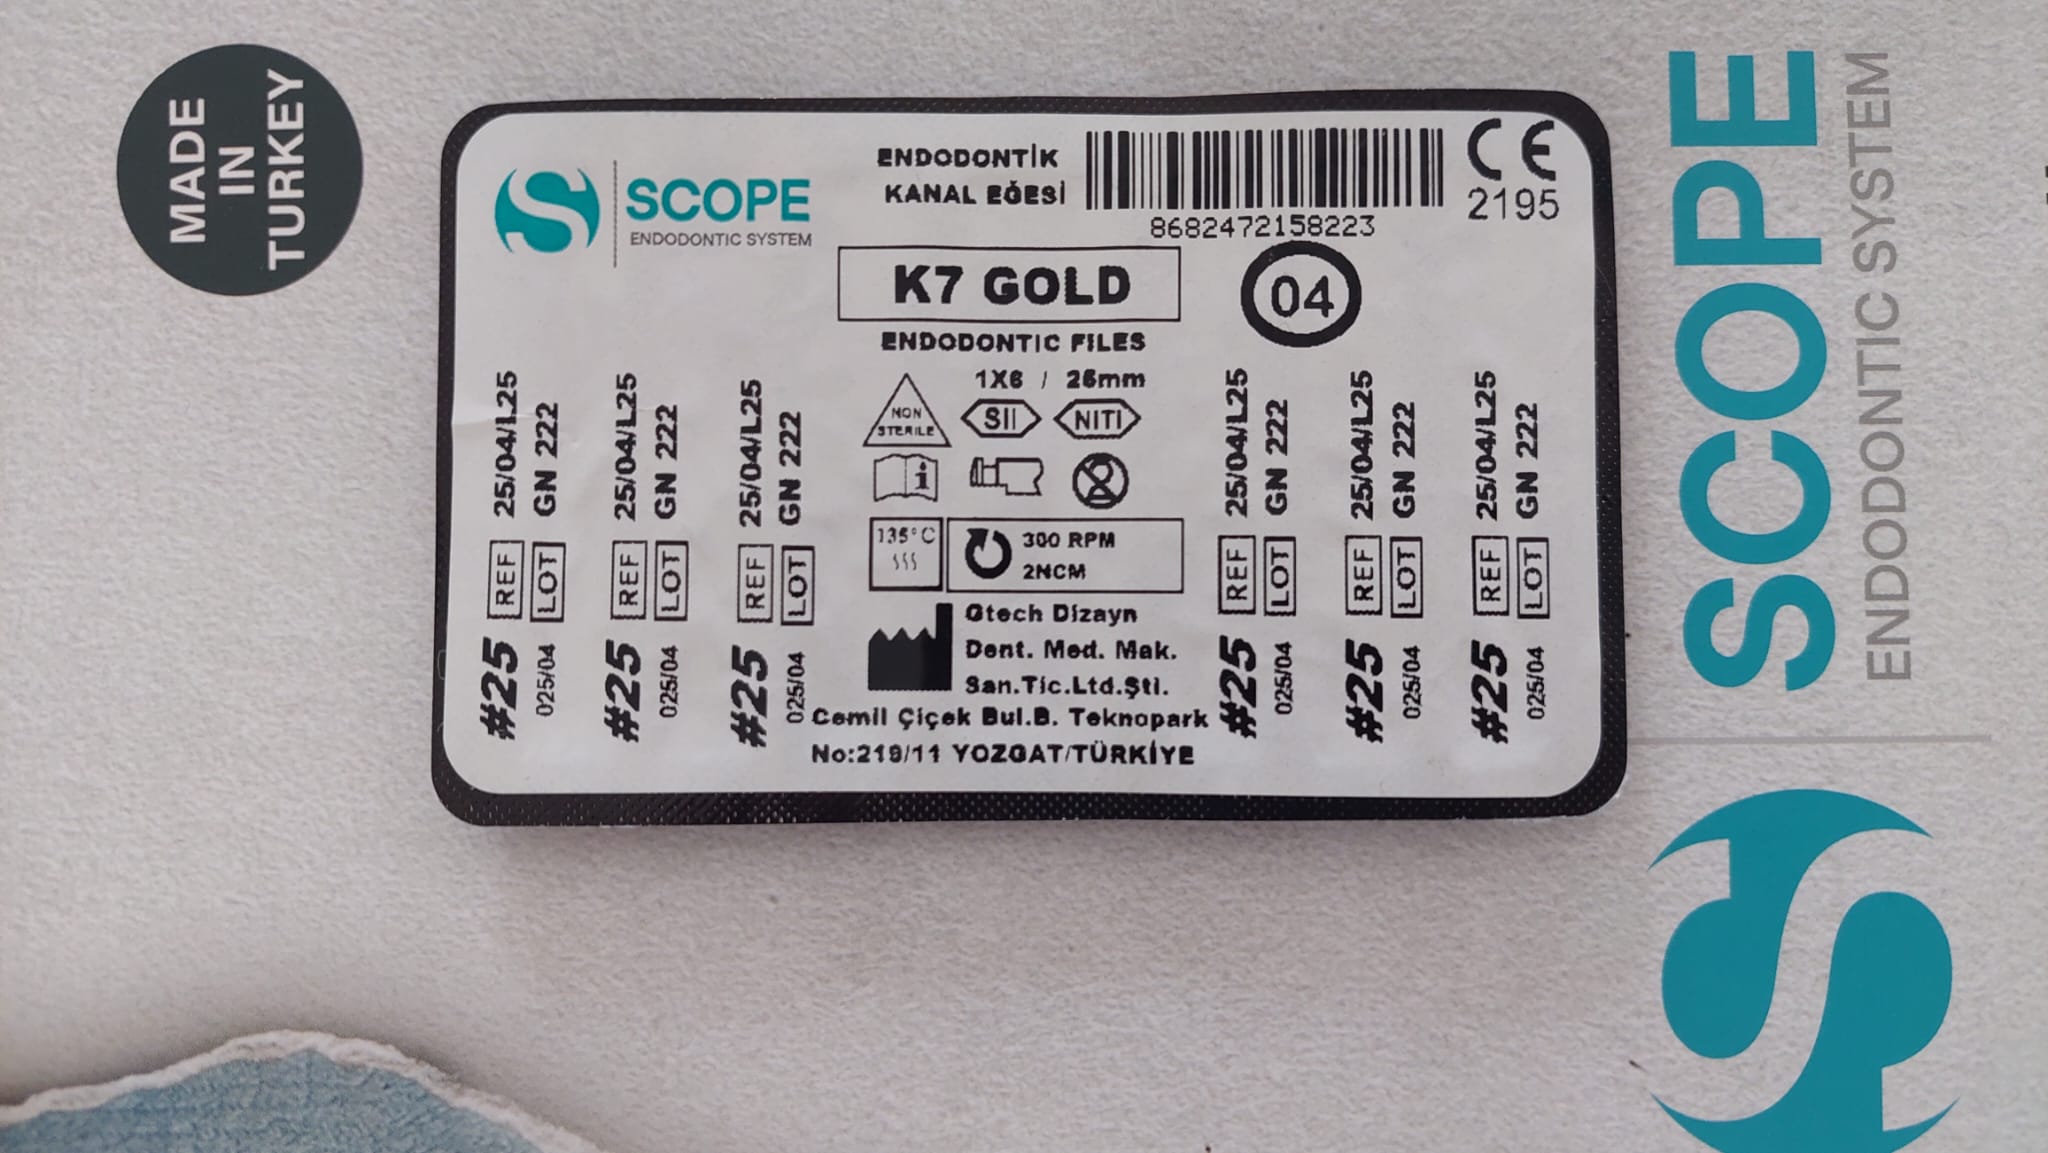 MADE
IN
TURKEY
SCOPE
ENDODONTIC SYSTEM
ENDODONTİK
KANAL EĞESİ
8682472158223
CE
2195
K7 GOLD
04
ENDODONTIC FILES
1X6 / 25mm
NON
STERILE
SII
NITI
i
135°C
300 RPM
2NCM
Gtech Dizayn
Dent. Med. Mak.
San.Tic.Ltd.Şti.
Cemil Çiçek Bul.B. Teknopark
No:219/11 YOZGAT/TÜRKİYE
#25 REF 25/04/L25
025/04 LOT GN 222
#25 REF 25/04/L25
025/04 LOT GN 222
#25 REF 25/04/L25
025/04 LOT GN 222
#25 REF 25/04/L25
025/04 LOT GN 222
#25 REF 25/04/L25
025/04 LOT GN 222
#25 REF 25/04/L25
025/04 LOT GN 222
SCOPE
ENDODONTIC SYSTEM